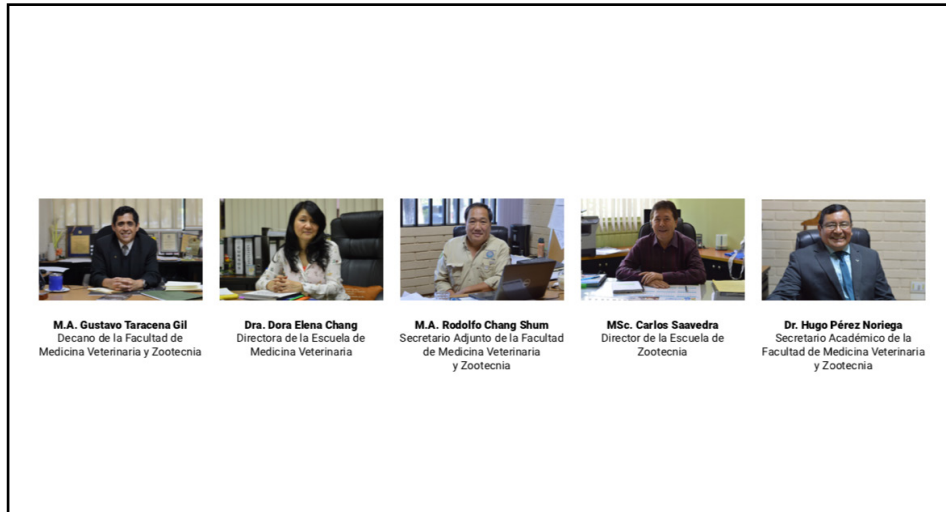 M.A. Gustavo Taracena Gil
Decano de la Facultad de
Medicina Veterinaria y Zootecnia
Dra. Dora Elena Chang
Directora de la Escuela de
Medicina Veterinaria
M.A. Rodolfo Chang Shum
Secretario Adjunto de la Facultad
de Medicina Veterinaria
y Zootecnia
MSc. Carlos Saavedra
Director de la Escuela de
Zootecnia
Dr. Hugo Pérez Noriega
Secretario Académico de la
Facultad de Medicina Veterinaria
y Zootecnia